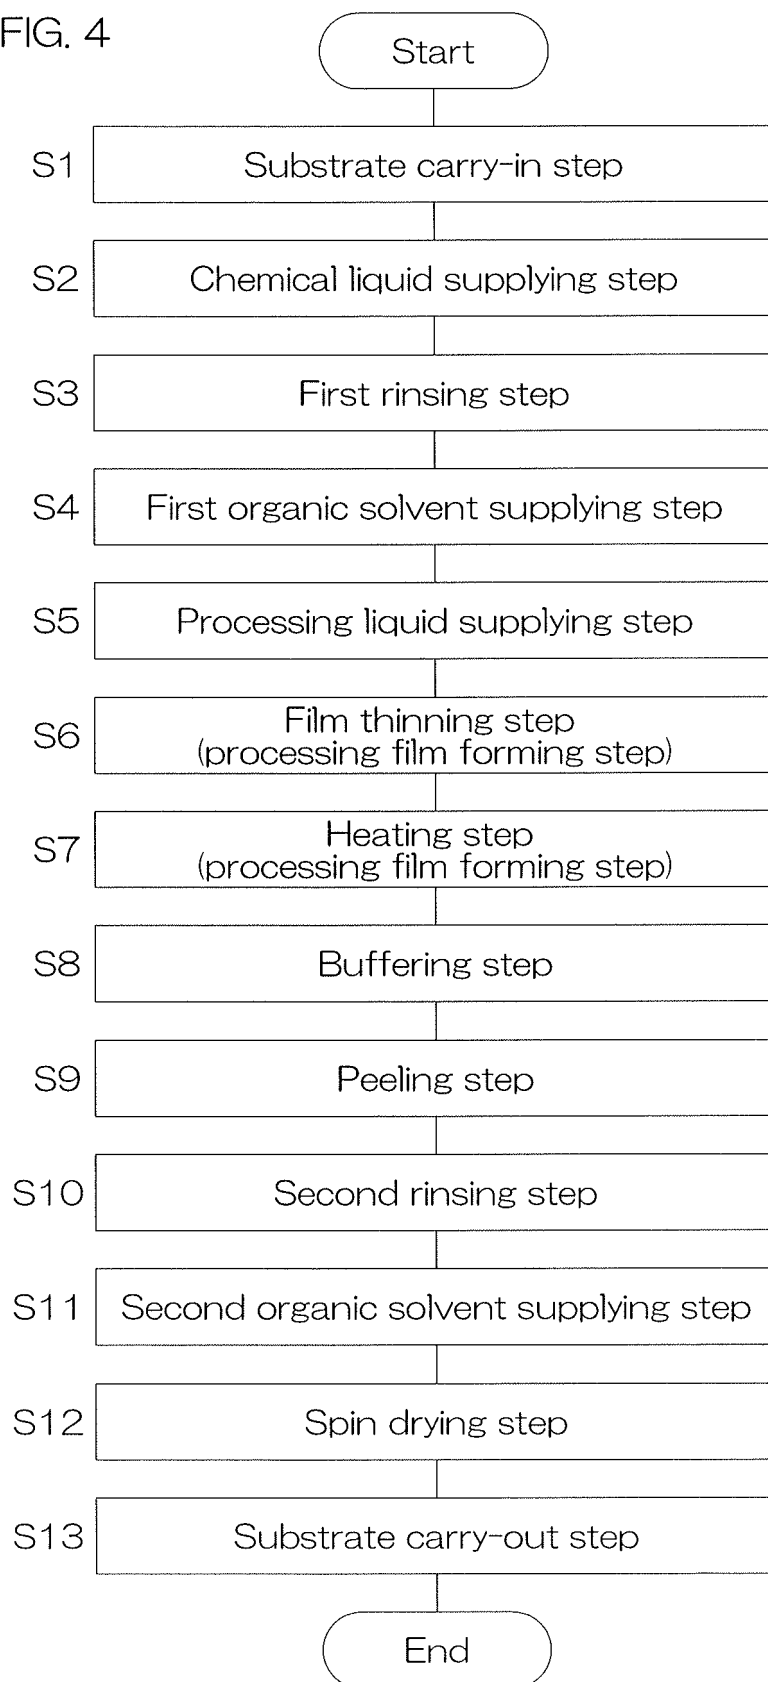 FIG. 4
Start
S1 Substrate carry-in step
S2 Chemical liquid supplying step
S3 First rinsing step
S4 First organic solvent supplying step
S5 Processing liquid supplying step
S6 Film thinning step
(processing film forming step)
S7 Heating step
(processing film forming step)
S8 Buffering step
S9 Peeling step
S10 Second rinsing step
S11 Second organic solvent supplying step
S12 Spin drying step
S13 Substrate carry-out step
End